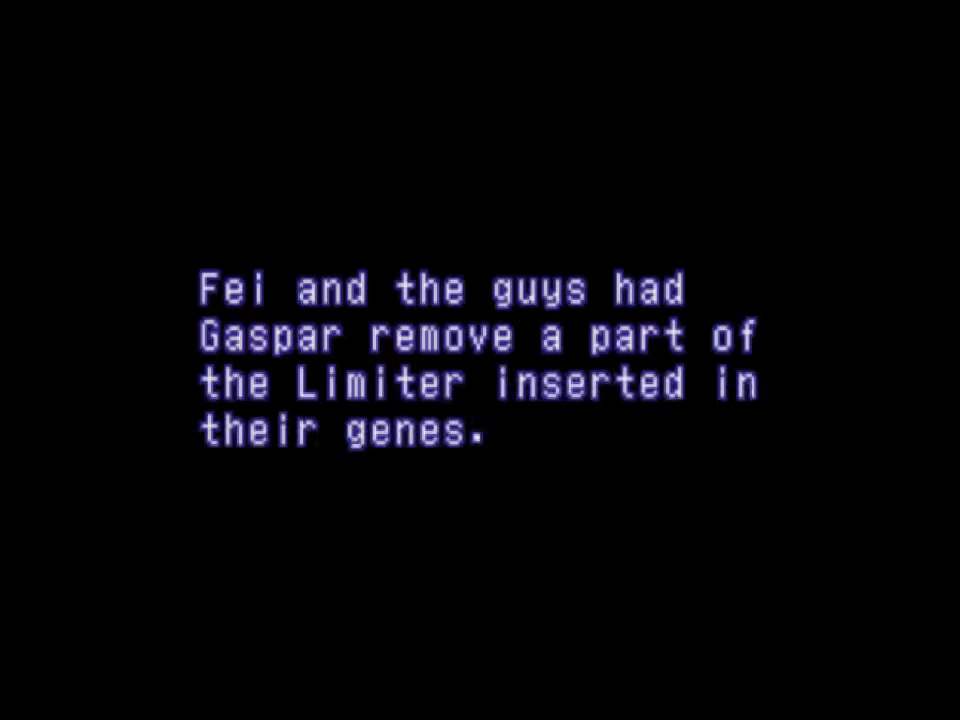 Fei and the guys had
Gaspar remove a part of
the Limiter inserted in
their genes.